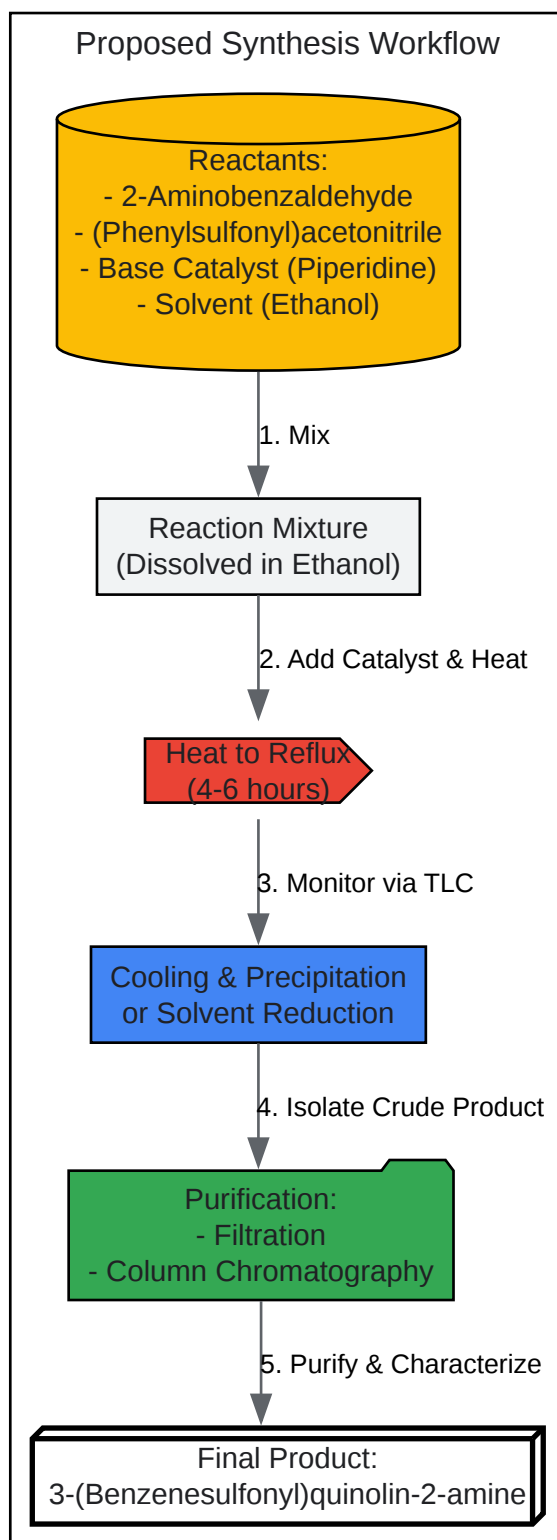 Proposed Synthesis Workflow
Reactants:
- 2-Aminobenzaldehyde
- (Phenylsulfonyl)acetonitrile
- Base Catalyst (Piperidine)
- Solvent (Ethanol)
1. Mix
Reaction Mixture
(Dissolved in Ethanol)
2. Add Catalyst & Heat
Heat to Reflux
(4-6 hours)
3. Monitor via TLC
Cooling & Precipitation
or Solvent Reduction
4. Isolate Crude Product
Purification:
- Filtration
- Column Chromatography
5. Purify & Characterize
Final Product:
3-(Benzenesulfonyl)quinolin-2-amine